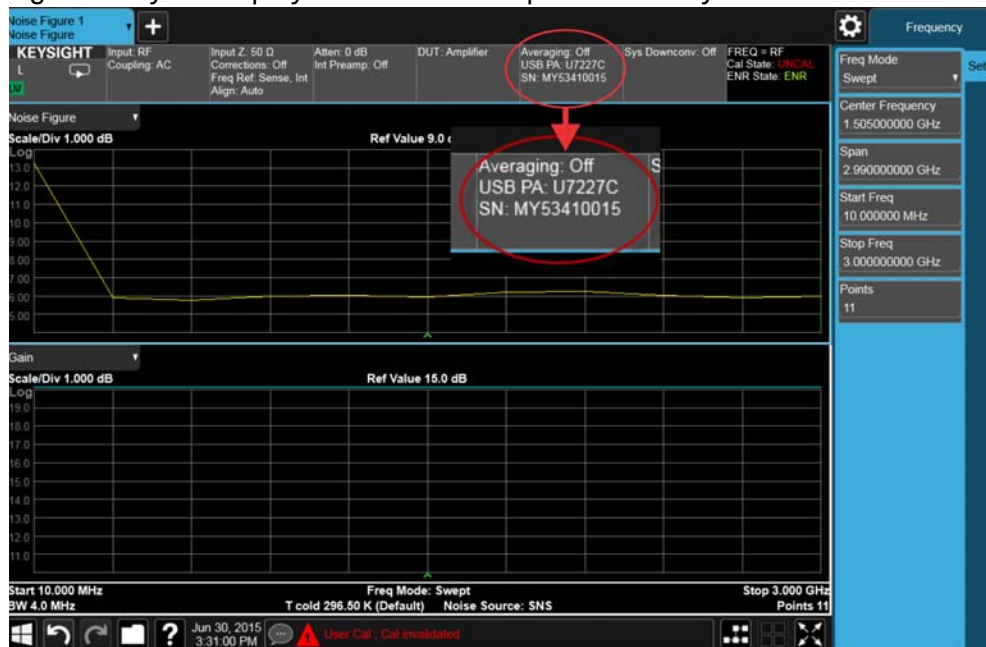 Noise Figure 1
Noise Figure
Frequency
KEYSIGHT
L
Input: RF
Coupling: AC
Input Z: 50 Ω
Corrections: Off
Freq Ref: Sense, Int
Align: Auto
Atten: 0 dB
Int Preamp: Off
DUT: Amplifier
Averaging: Off
USB PA: U7227C
SN: MY53410015
Sys Downconv: Off
FREQ = RF
Cal State: UNCAL
ENR State: ENR
Freq Mode
Swept
Center Frequency
1.505000000 GHz
Span
2.990000000 GHz
Start Freq
10.000000 MHz
Stop Freq
3.000000000 GHz
Points
11
Noise Figure
Scale/Div 1.000 dB
Ref Value 9.0
Log
13.0
12.0
11.0
10.0
9.00
8.00
7.00
6.00
5.00
Averaging: Off
USB PA: U7227C
SN: MY53410015
S
Gain
Scale/Div 1.000 dB
Ref Value 15.0 dB
Log
19.0
18.0
17.0
16.0
15.0
14.0
13.0
12.0
11.0
Start 10.000 MHz
Freq Mode: Swept
Stop 3.000 GHz
BW 4.0 MHz
T cold 296.50 K (Default) Noise Source: SNS
Points 11
?
Jun 30, 2015
3:31:00 PM
User Cal ; Cal invalidated